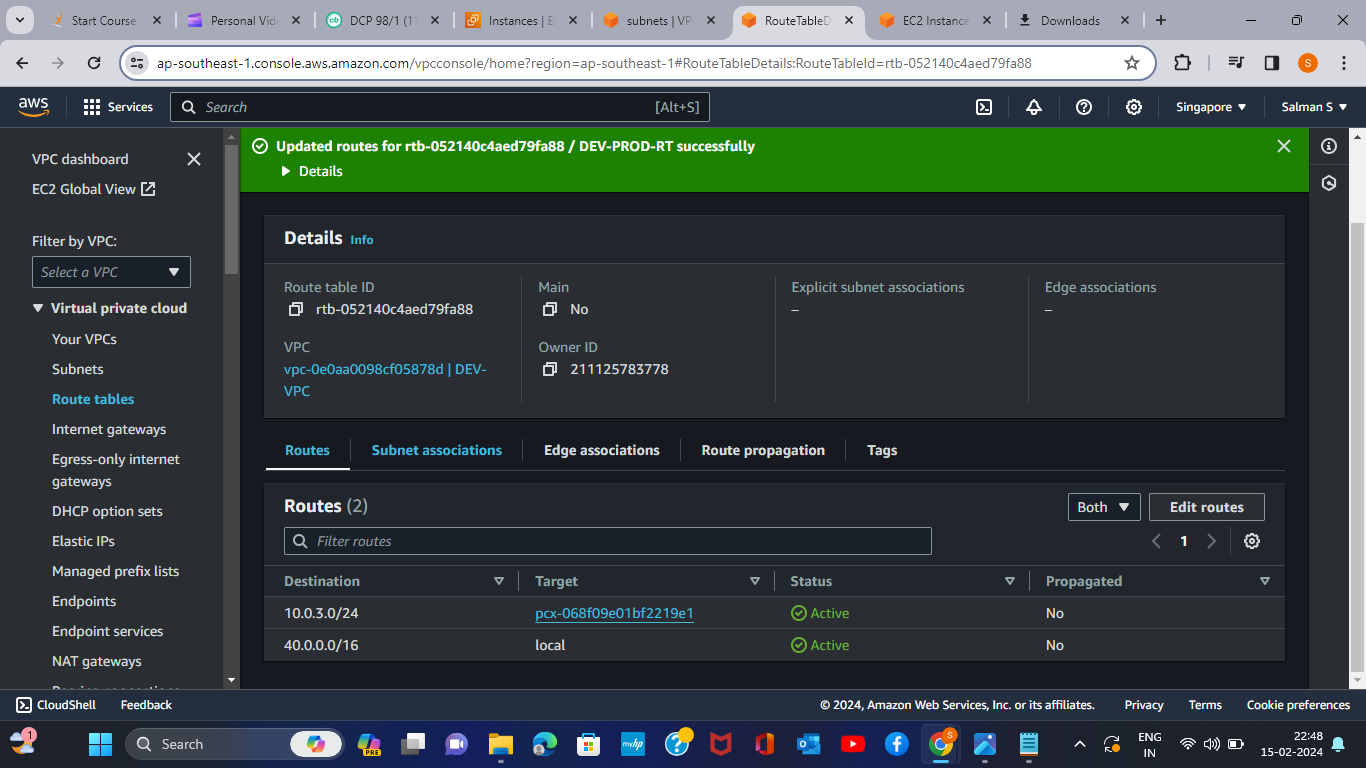 Start Course
Personal Vid
DCP 98/1 (11
Instances | E
subnets | VP
RouteTableD
EC2 Instance
Downloads
ap-southeast-1.console.aws.amazon.com/vpcconsole/home?region=ap-southeast-1#RouteTableDetails:RouteTableId=rtb-052140c4aed79fa88
S
aws
Services
Search
[Alt+S]
Singapore
Salman S
VPC dashboard
EC2 Global View
Filter by VPC:
Select a VPC
Virtual private cloud
Your VPCs
Subnets
Route tables
Internet gateways
Egress-only internet
gateways
DHCP option sets
Elastic IPs
Managed prefix lists
Endpoints
Endpoint services
NAT gateways
Updated routes for rtb-052140c4aed79fa88 / DEV-PROD-RT successfully
Details
Details Info
Route table ID
rtb-052140c4aed79fa88
Main
No
Explicit subnet associations
–
Edge associations
–
VPC
vpc-0e0aa0098cf05878d | DEV-
VPC
Owner ID
211125783778
Routes
Subnet associations
Edge associations
Route propagation
Tags
Routes (2)
Both
Edit routes
Filter routes
1
Destination Target Status Propagated
10.0.3.0/24 pcx-068f09e01bf2219e1 Active No
40.0.0.0/16 local Active No
CloudShell
Feedback
© 2024, Amazon Web Services, Inc. or its affiliates.
Privacy
Terms
Cookie preferences
1
Search
PRE
myhp
S
ENG
IN
22:48
15-02-2024